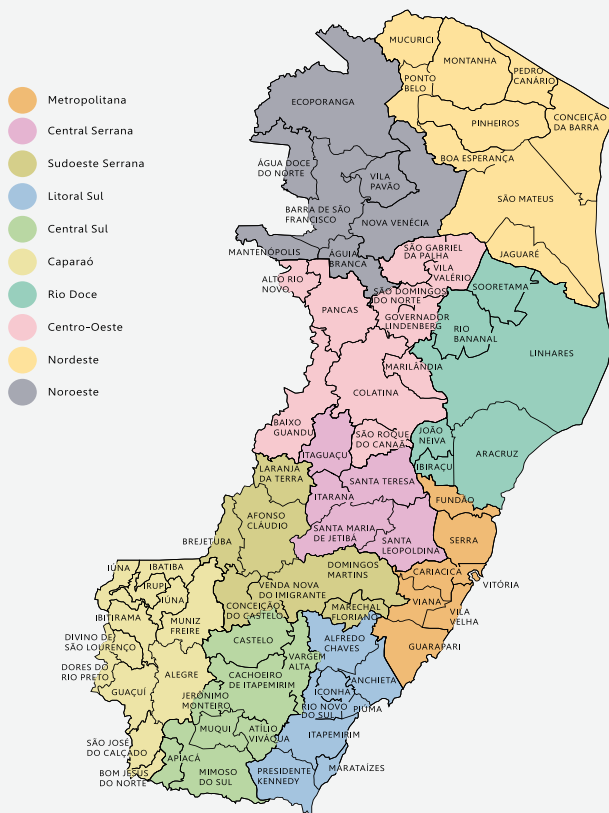 Metropolitana
Central Serrana
Sudoeste Serrana
Litoral Sul
Central Sul
Caparaó
Rio Doce
Centro-Oeste
Nordeste
Noroeste
MUCURICI
MONTANHA
PEDRO
CANÁRIO
PONTO
BELO
ECOPORANGA
PINHEIROS
CONCEIÇÃO
DA BARRA
BOA ESPERANÇA
ÁGUA DOCE
DO NORTE
VILA
PAVÃO
SÃO MATEUS
BARRA DE SÃO
FRANCISCO
NOVA VENÉCIA
MANTENÓPOLIS
ÁGUIA
BRANCA
SÃO GABRIEL
DA PALHA
JAGUARÉ
VILA
VALÉRIO
ALTO RIO
NOVO
SÃO DOMINGOS
DO NORTE
SOORETAMA
PANCAS
GOVERNADOR
LINDENBERG
RIO
BANANAL
LINHARES
MARILÂNDIA
COLATINA
BAIXO
GUANDU
SÃO ROQUE
DO CANAÃ
JOÃO
NEIVA
ITAGUAÇU
ARACRUZ
IBIRAÇU
LARANJA
DA TERRA
SANTA TERESA
ITARANA
FUNDÃO
AFONSO
CLÁUDIO
SANTA MARIA
DE JETIBÁ
SANTA
LEOPOLDINA
SERRA
BREJETUBA
IÚNA
IBATIBA
DOMINGOS
MARTINS
CARIACICA
VITÓRIA
IRUPI
VENDA NOVA
DO IMIGRANTE
IÚNA
VIANA
CONCEIÇÃO
DO CASTELO
MARECHAL
FLORIANO
VILA
VELHA
IBITIRAMA
MUNIZ
FREIRE
DIVINO DE
SÃO LOURENÇO
CASTELO
ALFREDO
CHAVES
GUARAPARI
VARGEM
ALTA
DORES DO
RIO PRETO
ALEGRE
CACHOEIRO
DE ITAPEMIRIM
ANCHIETA
GUAÇUÍ
ICONHA
JERÔNIMO
MONTEIRO
RIO NOVO
DO SUL
PIÚMA
MUQUI
ATÍLIO
VIVÁQUA
ITAPEMIRIM
SÃO JOSÉ
DO CALÇADO
APIACÁ
MARATAÍZES
BOM JESUS
DO NORTE
MIMOSO
DO SUL
PRESIDENTE
KENNEDY